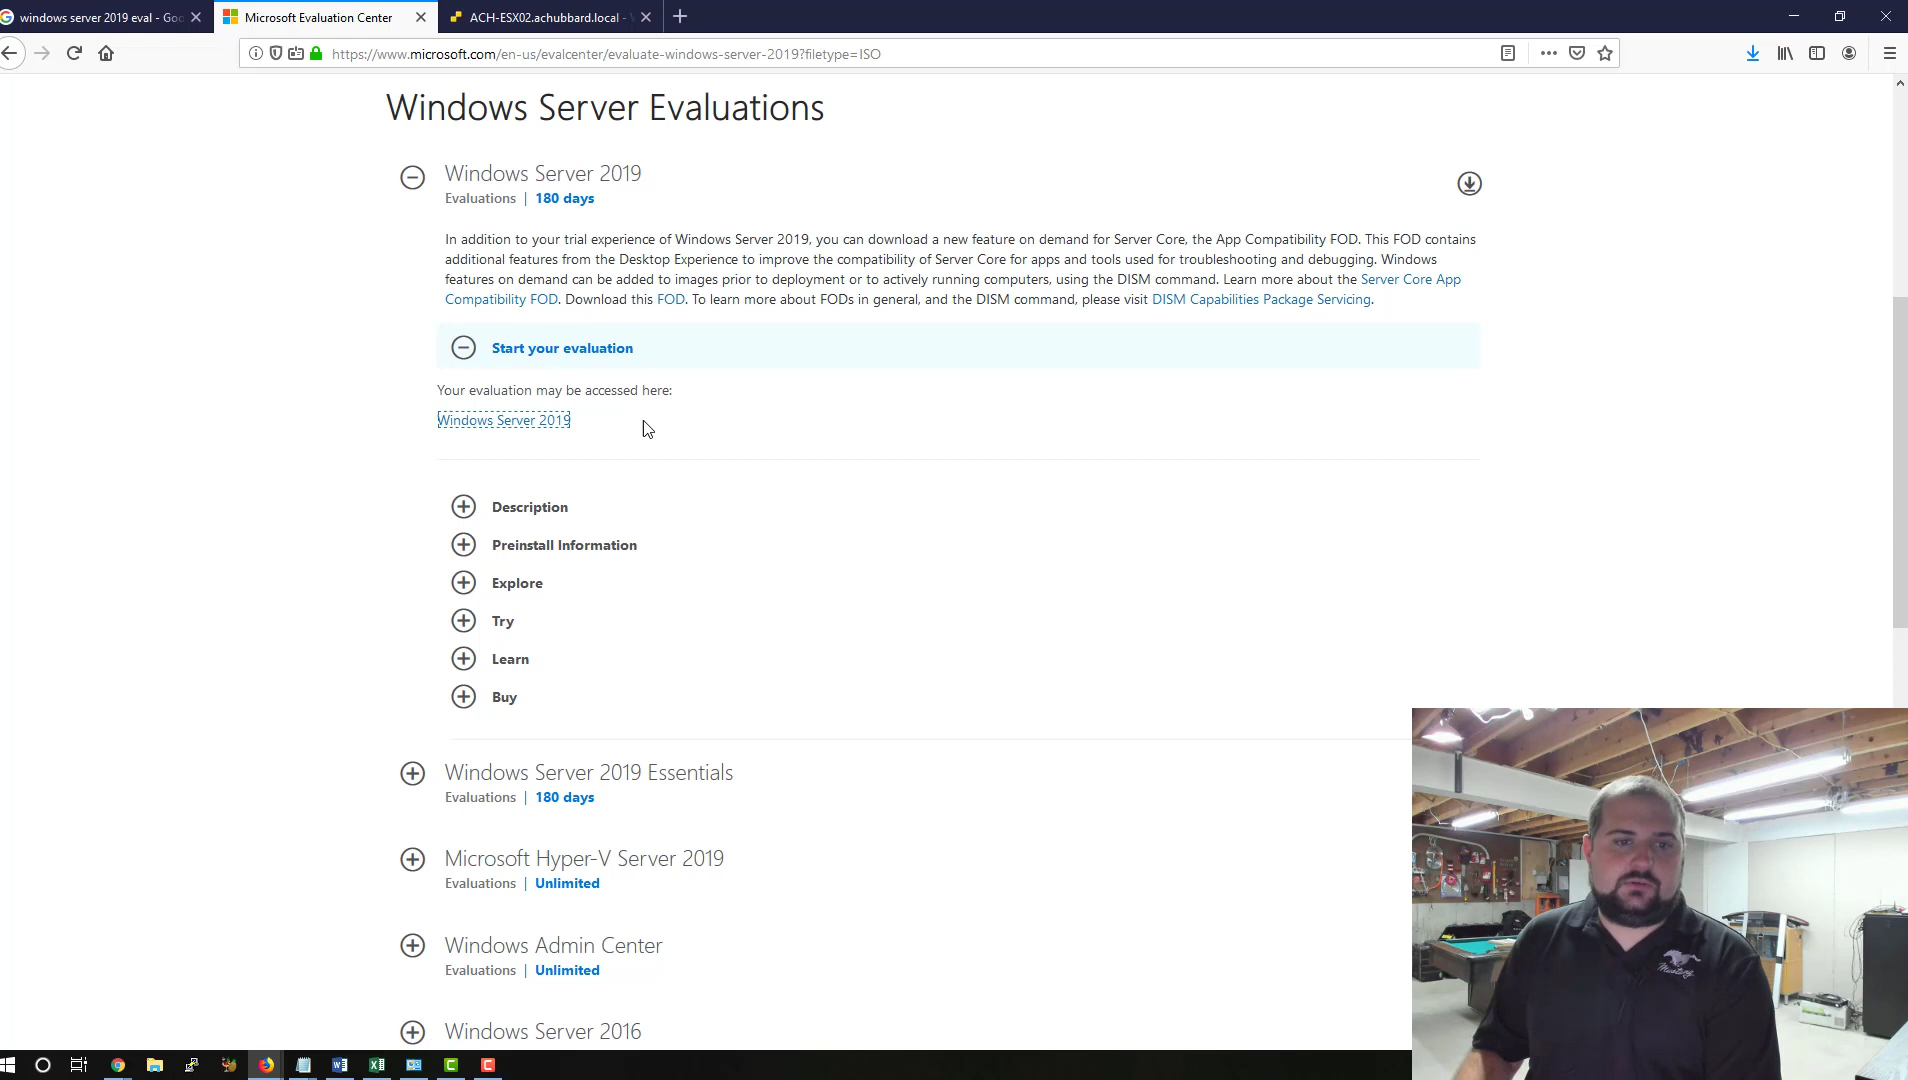 windows server 2019 eval - Goo
Microsoft Evaluation Center
ACH-ESX02.achubbard.local -
https://www.microsoft.com/en-us/evalcenter/evaluate-windows-server-2019?filetype=ISO
Windows Server Evaluations
Windows Server 2019
Evaluations | 180 days
In addition to your trial experience of Windows Server 2019, you can download a new feature on demand for Server Core, the App Compatibility FOD. This FOD contains
additional features from the Desktop Experience to improve the compatibility of Server Core for apps and tools used for troubleshooting and debugging. Windows
features on demand can be added to images prior to deployment or to actively running computers, using the DISM command. Learn more about the Server Core App
Compatibility FOD. Download this FOD. To learn more about FODs in general, and the DISM command, please visit DISM Capabilities Package Servicing.
Start your evaluation
Your evaluation may be accessed here:
Windows Server 2019
Description
Preinstall Information
Explore
Try
Learn
Buy
Windows Server 2019 Essentials
Evaluations | 180 days
Microsoft Hyper-V Server 2019
Evaluations | Unlimited
Windows Admin Center
Evaluations | Unlimited
Windows Server 2016
Mustang